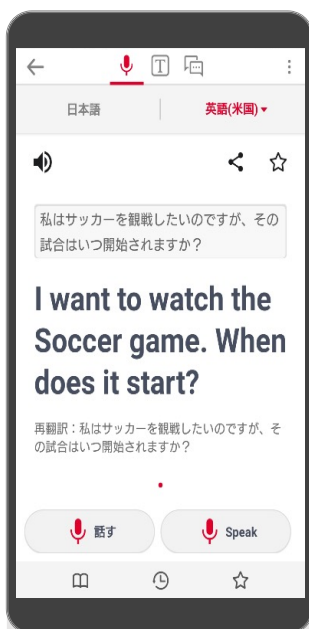 T
日本語 英語(米国)
私はサッカーを観戦したいのですが、その
試合はいつ開始されますか？
I want to watch the
Soccer game. When
does it start?
再翻訳：私はサッカーを観戦したいのですが、そ
の試合はいつ開始されますか？
話す Speak